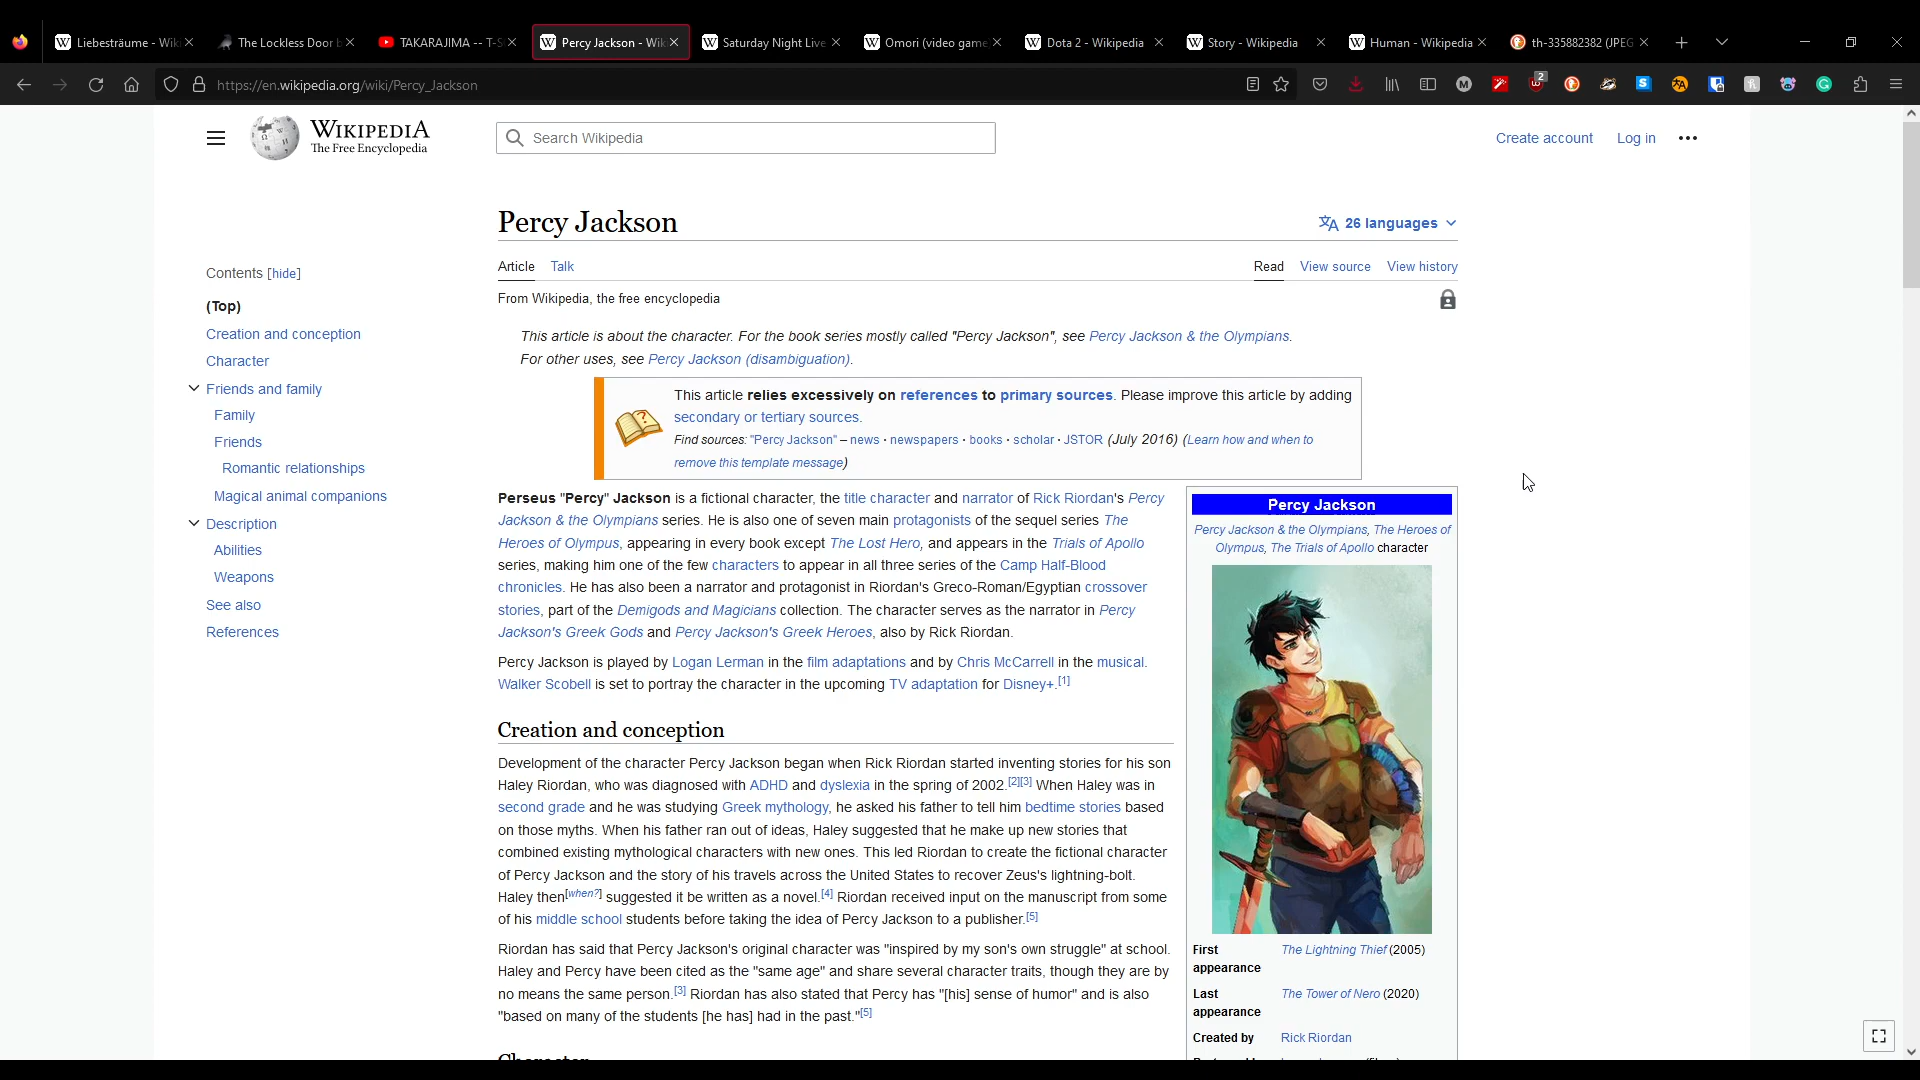 Liebesträume - Wiki
The Lockless Door b
TAKARAJIMA -- T-S
Percy Jackson - Wik
Saturday Night Live
Omori (video game
Dota 2 - Wikipedia
Story - Wikipedia
Human - Wikipedia
th-335882382 (JPEG
https://en.wikipedia.org/wiki/Percy_Jackson
2
WIKIPEDIA
The Free Encyclopedia
Search Wikipedia
Create account
Log in
Percy Jackson
26 languages
Contents [hide]
(Top)
Creation and conception
Character
Friends and family
Family
Friends
Romantic relationships
Magical animal companions
Description
Abilities
Weapons
See also
References
Article Talk
Read View source View history
From Wikipedia, the free encyclopedia
This article is about the character. For the book series mostly called "Percy Jackson", see Percy Jackson & the Olympians.
For other uses, see Percy Jackson (disambiguation).
This article relies excessively on references to primary sources. Please improve this article by adding
secondary or tertiary sources.
Find sources: "Percy Jackson" – news · newspapers · books · scholar · JSTOR (July 2016) (Learn how and when to
remove this template message)
Perseus "Percy" Jackson is a fictional character, the title character and narrator of Rick Riordan's Percy
Jackson & the Olympians series. He is also one of seven main protagonists of the sequel series The
Heroes of Olympus, appearing in every book except The Lost Hero, and appears in the Trials of Apollo
series, making him one of the few characters to appear in all three series of the Camp Half-Blood
chronicles. He has also been a narrator and protagonist in Riordan's Greco-Roman/Egyptian crossover
stories, part of the Demigods and Magicians collection. The character serves as the narrator in Percy
Jackson's Greek Gods and Percy Jackson's Greek Heroes, also by Rick Riordan.
Percy Jackson is played by Logan Lerman in the film adaptations and by Chris McCarrell in the musical.
Walker Scobell is set to portray the character in the upcoming TV adaptation for Disney+.[1]
Creation and conception
Development of the character Percy Jackson began when Rick Riordan started inventing stories for his son
Haley Riordan, who was diagnosed with ADHD and dyslexia in the spring of 2002.[2][3] When Haley was in
second grade and he was studying Greek mythology, he asked his father to tell him bedtime stories based
on those myths. When his father ran out of ideas, Haley suggested that he make up new stories that
combined existing mythological characters with new ones. This led Riordan to create the fictional character
of Percy Jackson and the story of his travels across the United States to recover Zeus's lightning-bolt.
Haley then[when?] suggested it be written as a novel.[4] Riordan received input on the manuscript from some
of his middle school students before taking the idea of Percy Jackson to a publisher.[5]
Riordan has said that Percy Jackson's original character was "inspired by my son's own struggle" at school.
Haley and Percy have been cited as the "same age" and share several character traits, though they are by
no means the same person.[3] Riordan has also stated that Percy has "[his] sense of humor" and is also
"based on many of the students [he has] had in the past."[5]
Character
Percy Jackson
Percy Jackson & the Olympians, The Heroes of
Olympus, The Trials of Apollo character
First appearance The Lightning Thief (2005)
Last appearance The Tower of Nero (2020)
Created by Rick Riordan